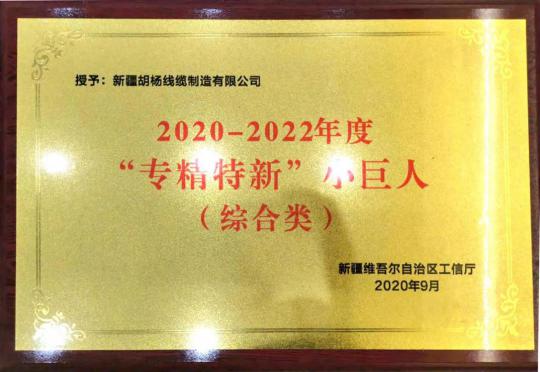 授予：新疆胡杨线缆制造有限公司
2020-2022年度
“专精特新”小巨人
（综合类）
新疆维吾尔自治区工信厅
2020年9月